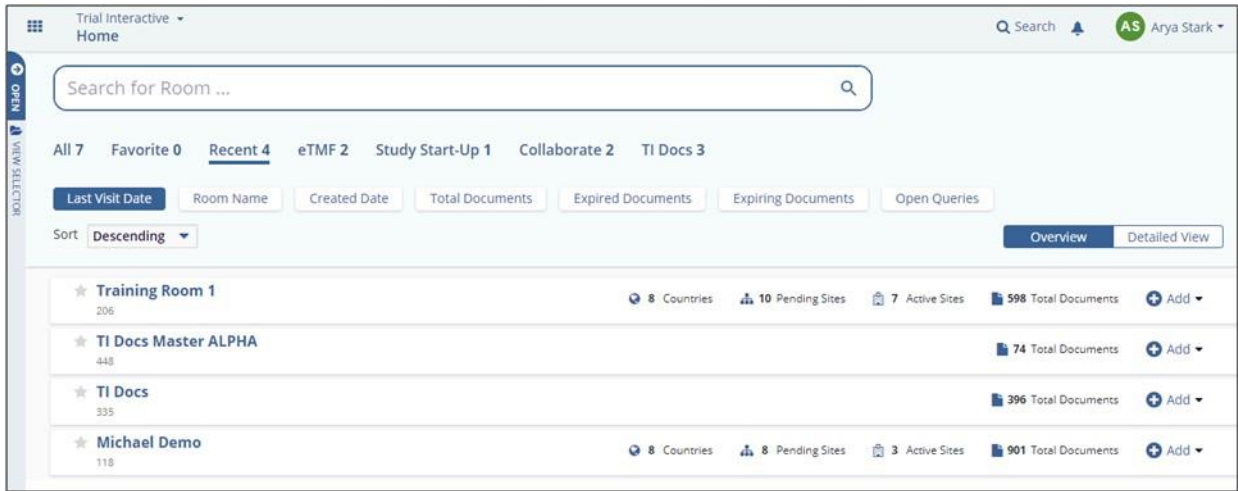 Trial Interactive
Home
Search
AS
Arya Stark
OPEN
VIEW SELECTOR
Search for Room ...
All 7 Favorite 0 Recent 4 eTMF 2 Study Start-Up 1 Collaborate 2 TI Docs 3
Last Visit Date Room Name Created Date Total Documents Expired Documents Expiring Documents Open Queries
Sort Descending Overview Detailed View
Training Room 1 8 Countries 10 Pending Sites 7 Active Sites 598 Total Documents Add
206
TI Docs Master ALPHA 74 Total Documents Add
448
TI Docs 396 Total Documents Add
335
Michael Demo 8 Countries 8 Pending Sites 3 Active Sites 901 Total Documents Add
118